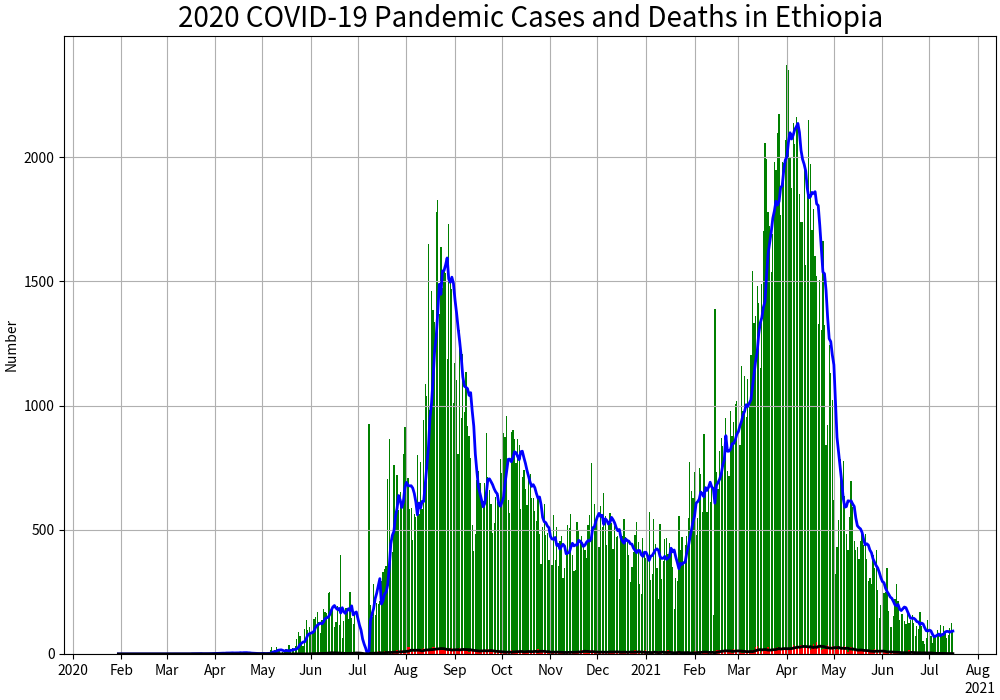 2020 COVID-19 Pandemic Cases and Deaths in Ethiopia
Number
2000
1500
1000
500
0
2020 Feb Mar Apr May Jun Jul Aug Sep Oct Nov Dec 2021 Feb Mar Apr May Jun Jul Aug
2021